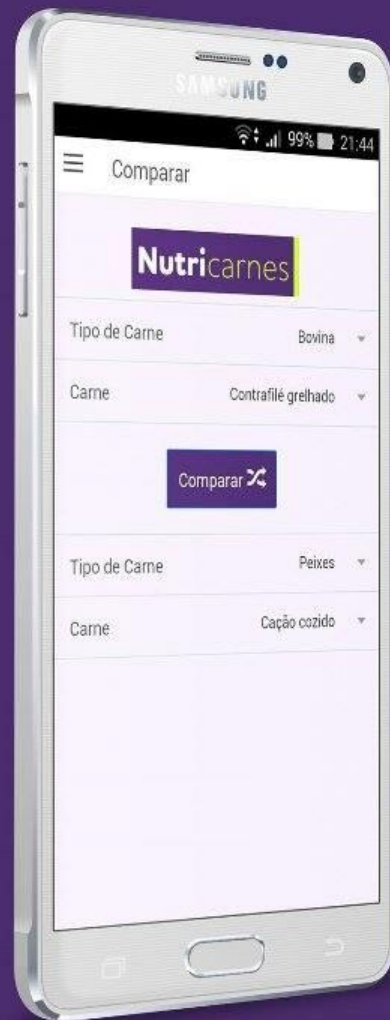 SAMSUNG
99% 21:44
Comparar
Nutricarnes
Tipo de Carne Bovina
Carne Contrafilé grelhado
Comparar
Tipo de Carne Peixes
Carne Cação cozido